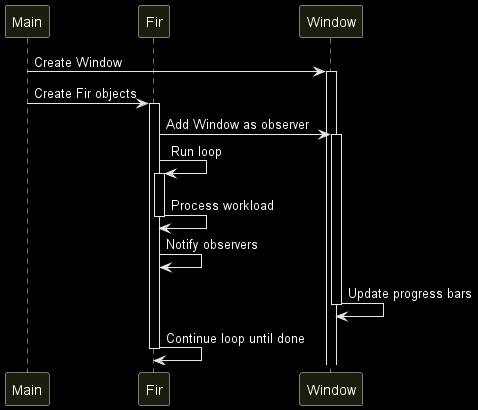 Main Fir Window
Create Window
Create Fir objects
Add Window as observer
Run loop
Process workload
Notify observers
Update progress bars
Continue loop until done
Main Fir Window